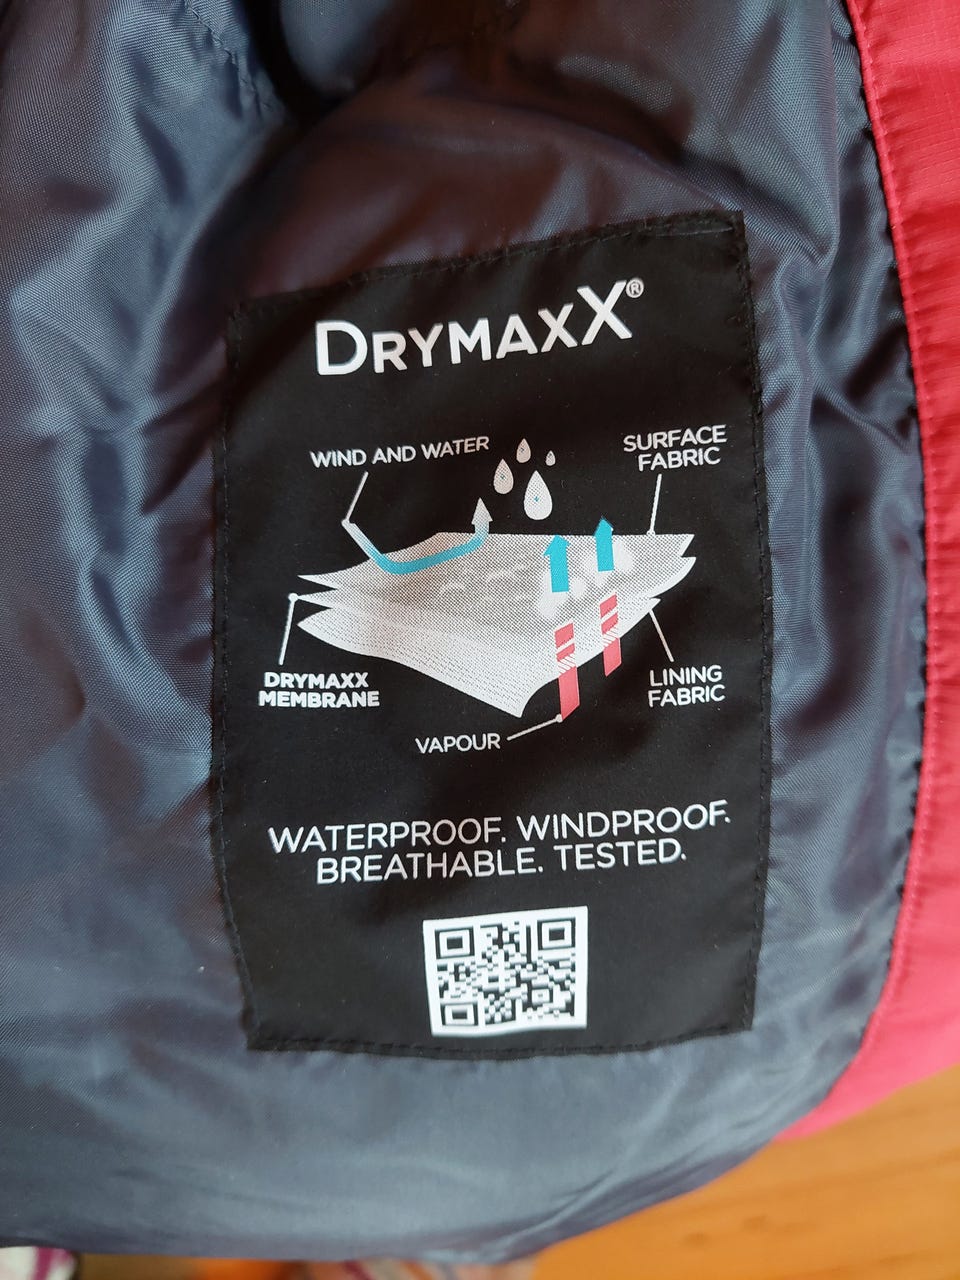 DRYMAXX®
WIND AND WATER
SURFACE
FABRIC
DRYMAXX
MEMBRANE
LINING
FABRIC
VAPOUR
WATERPROOF. WINDPROOF.
BREATHABLE. TESTED.